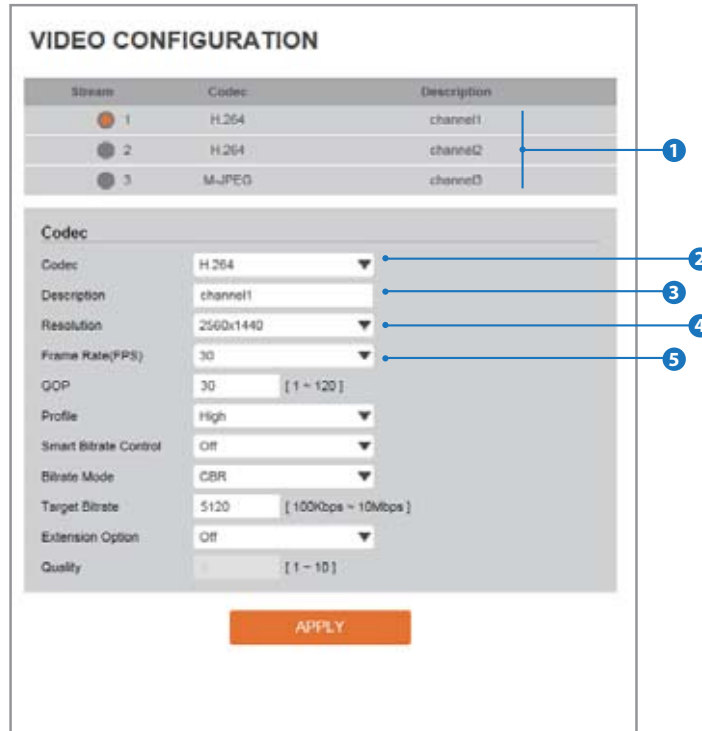 VIDEO CONFIGURATION
Stream Codec Description
1 H.264 channel1
2 H.264 channel2
3 M-JPEG channel3
1
Codec
Codec H.264
2
Description channel1
3
Resolution 2560x1440
4
Frame Rate(FPS) 30
5
GOP 30 [ 1 ~ 120 ]
Profile High
Smart Bitrate Control Off
Bitrate Mode CBR
Target Bitrate 5120 [ 100Kbps ~ 10Mbps ]
Extension Option Off
Quality [ 1 ~ 10 ]
APPLY